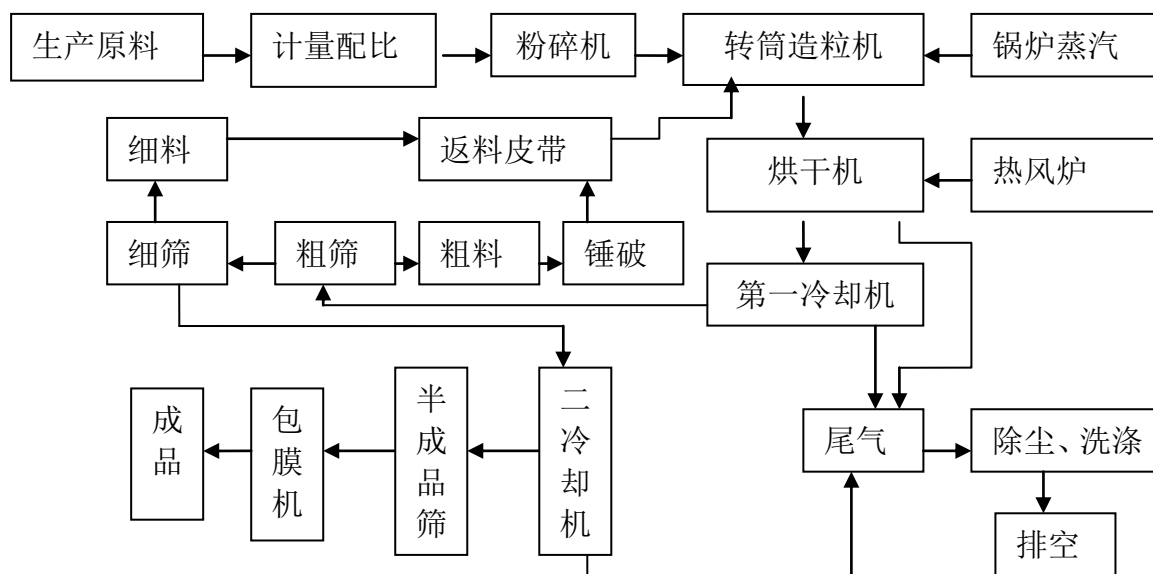 生产原料
计量配比
粉碎机
转筒造粒机
锅炉蒸汽
细料
返料皮带
烘干机
热风炉
细筛
粗筛
粗料
锤破
第一冷却机
成品
包膜机
半成品筛
二冷却机
尾气
除尘、洗涤
排空